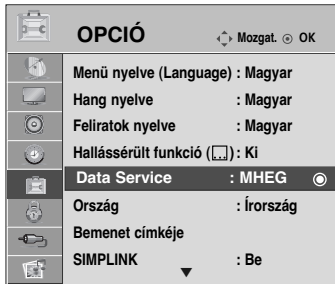 OPCIÓ Mozgat. OK
Menü nyelve (Language) : Magyar
Hang nyelve : Magyar
Feliratok nyelve : Magyar
Hallássérült funkció (...) : Ki
Data Service : MHEG
Ország : Írország
Bemenet címkéje
SIMPLINK : Be